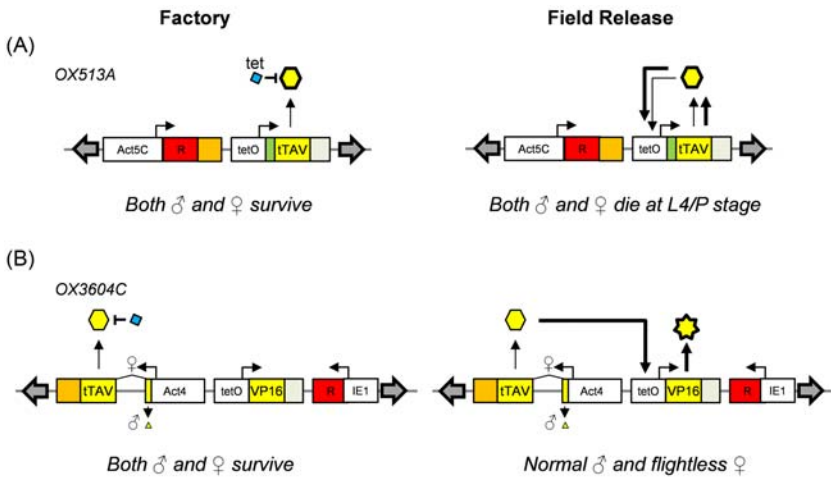 Factory Field Release
(A)
OX513A
tet
Act5C R tetO tTAV Act5C R tetO tTAV
Both ♂ and ♀ survive Both ♂ and ♀ die at L4/P stage
(B)
OX3604C
♀ ♀
tTAV Act4 tetO VP16 R IE1 tTAV Act4 tetO VP16 R IE1
♂ ♂
Both ♂ and ♀ survive Normal ♂ and flightless ♀